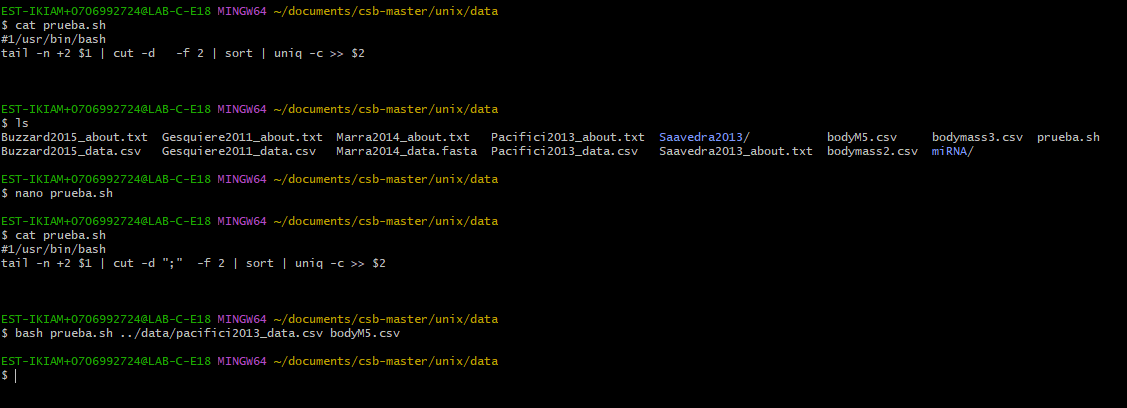 EST-IKIAM+0706992724@LAB-C-E18 MINGW64 ~/documents/csb-master/unix/data
$ cat prueba.sh
#1/usr/bin/bash
tail -n +2 $1 | cut -d   -f 2 | sort | uniq -c >> $2
EST-IKIAM+0706992724@LAB-C-E18 MINGW64 ~/documents/csb-master/unix/data
$ ls
Buzzard2015_about.txt  Gesquiere2011_about.txt  Marra2014_about.txt   Pacifici2013_about.txt  Saavedra2013/           bodyM5.csv     bodymass3.csv  prueba.sh
Buzzard2015_data.csv   Gesquiere2011_data.csv   Marra2014_data.fasta  Pacifici2013_data.csv   Saavedra2013_about.txt  bodymass2.csv  miRNA/
EST-IKIAM+0706992724@LAB-C-E18 MINGW64 ~/documents/csb-master/unix/data
$ nano prueba.sh
EST-IKIAM+0706992724@LAB-C-E18 MINGW64 ~/documents/csb-master/unix/data
$ cat prueba.sh
#1/usr/bin/bash
tail -n +2 $1 | cut -d ";"  -f 2 | sort | uniq -c >> $2
EST-IKIAM+0706992724@LAB-C-E18 MINGW64 ~/documents/csb-master/unix/data
$ bash prueba.sh ../data/pacifici2013_data.csv bodyM5.csv
EST-IKIAM+0706992724@LAB-C-E18 MINGW64 ~/documents/csb-master/unix/data
$